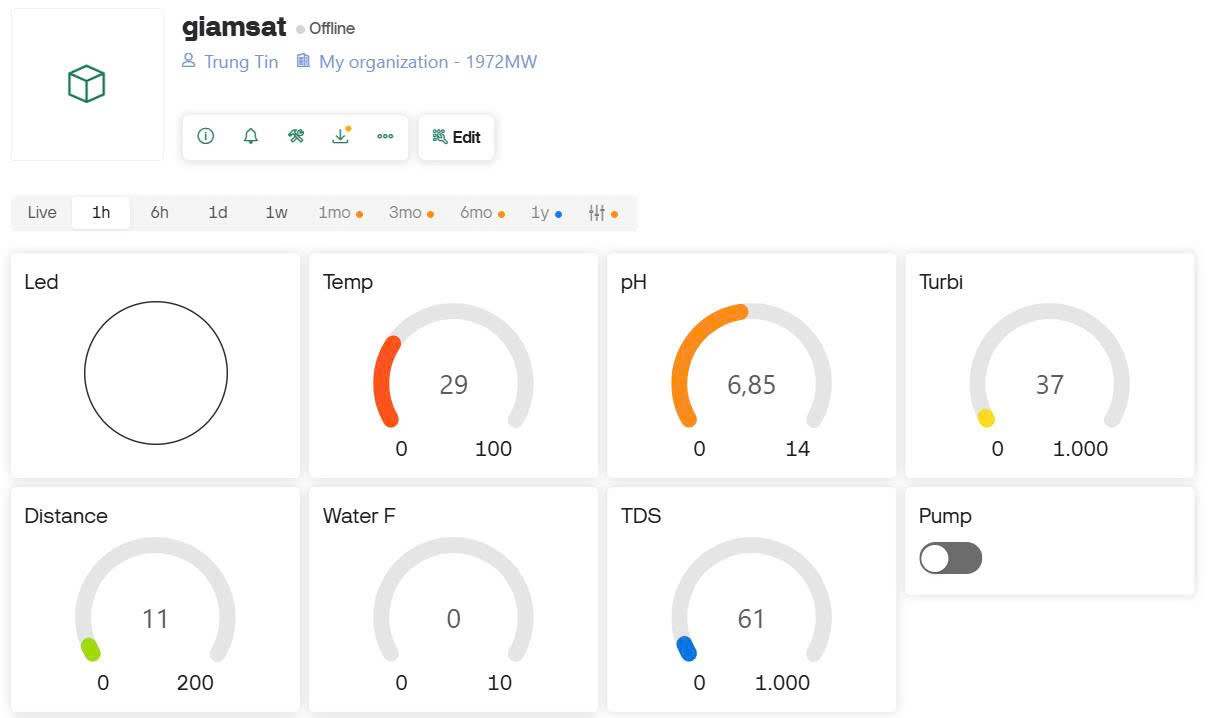 giamsat Offline
Trung Tin My organization - 1972MW
Edit
Live 1h 6h 1d 1w 1mo 3mo 6mo 1y
Led Temp pH Turbi
29 6,85 37
0 100 0 14 0 1.000
Distance Water F TDS Pump
11 0 61
0 200 0 10 0 1.000